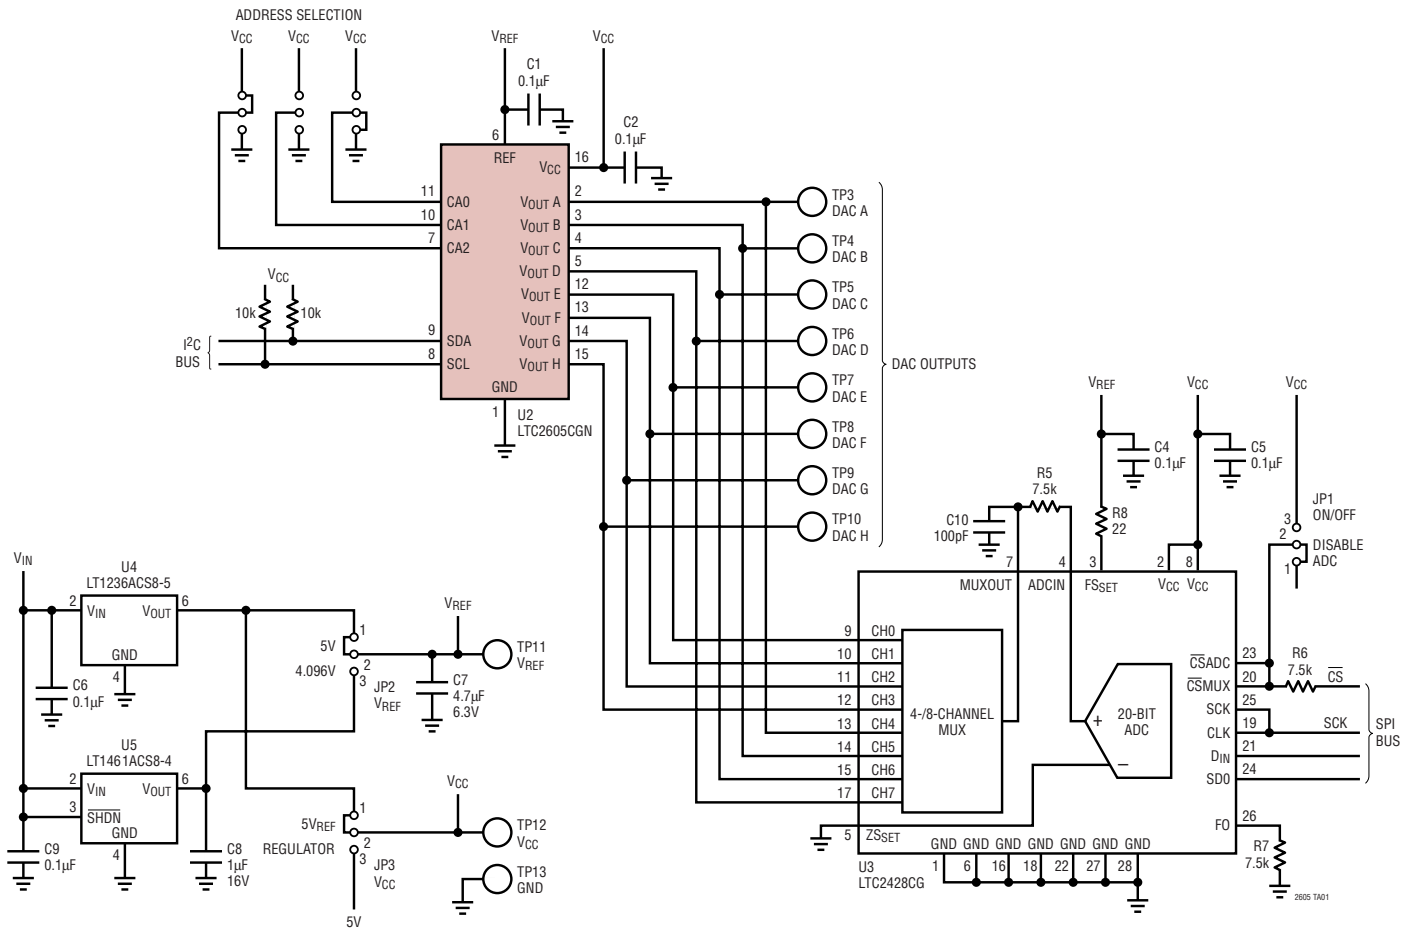 ADDRESS SELECTION
VCC VCC VCC
VREF
VCC
C1
0.1µF
C2
0.1µF
6
REF
VCC
16
11
CA0
10
CA1
7
CA2
VOUT A
2
VOUT B
3
VOUT C
4
VOUT D
5
VOUT E
12
VOUT F
13
VOUT G
14
VOUT H
15
VCC
10k 10k
I2C
BUS
9
SDA
8
SCL
GND
1
U2
LTC2605CGN
TP3
DAC A
TP4
DAC B
TP5
DAC C
TP6
DAC D
TP7
DAC E
TP8
DAC F
TP9
DAC G
TP10
DAC H
DAC OUTPUTS
VREF
VCC
VCC
C4
0.1µF
C5
0.1µF
R5
7.5k
C10
100pF
R8
22
JP1
ON/OFF
3
2
1
DISABLE
ADC
7 4 3 2 8
MUXOUT ADCIN FSSET VCC VCC
9 CH0
10 CH1
11 CH2
12 CH3
13 CH4
14 CH5
15 CH6
17 CH7
4-/8-CHANNEL
MUX
+
–
20-BIT
ADC
CSADC 23
CSMUX 20
SCK 25
CLK 19
DIN 21
SD0 24
FO 26
R6
7.5k
CS
SCK
SPI
BUS
R7
7.5k
5 ZSSET
GND GND GND GND GND GND GND
1 6 16 18 22 27 28
U3
LTC2428CG
2605 TA01
VIN
U4
LT1236ACS8-5
2 VIN VOUT 6
GND
4
C6
0.1µF
U5
LT1461ACS8-4
2 VIN VOUT 6
3 SHDN
GND
4
C9
0.1µF
C8
1µF
16V
5V
4.096V
1
2
3
JP2
VREF
VREF
C7
4.7µF
6.3V
TP11
VREF
5VREF
REGULATOR
1
2
3
JP3
VCC
5V
VCC
TP12
VCC
TP13
GND